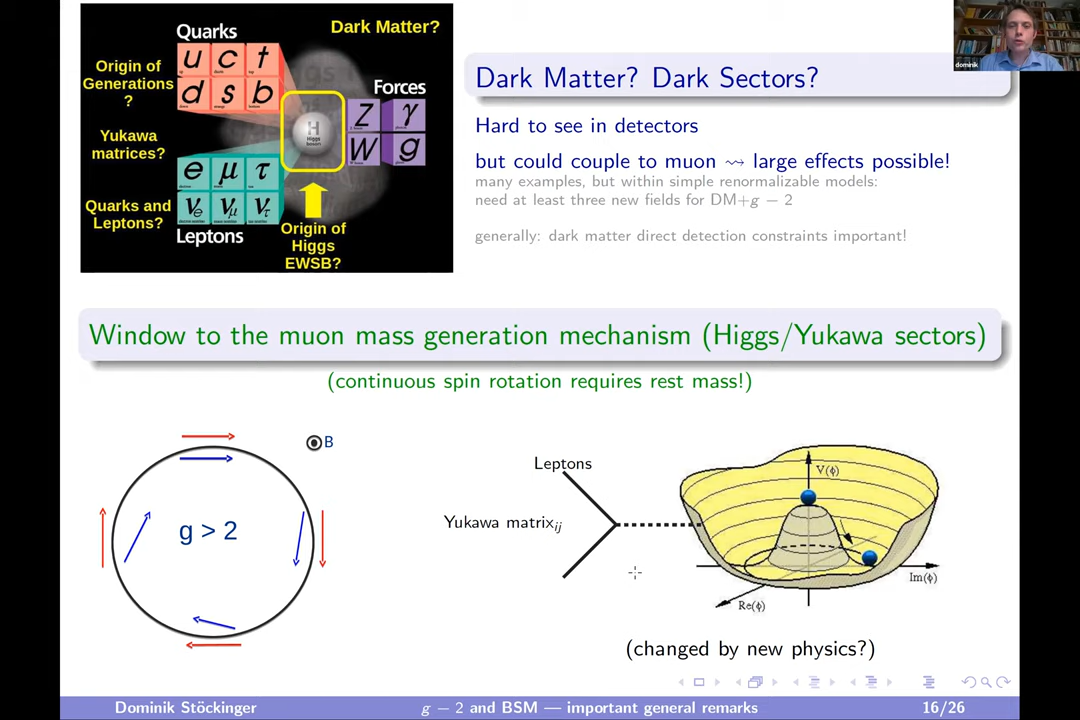 Quarks
Dark Matter?
Origin of
Generations
?
u c t
d s b
Forces
Z γ
W g
H
Higgs
Yukawa
matrices?
e μ τ
νe νμ ντ
Quarks and
Leptons?
Leptons
Origin of
Higgs
EWSB?
dominik
Dark Matter? Dark Sectors?
Hard to see in detectors
but could couple to muon ⇝ large effects possible!
many examples, but within simple renormalizable models:
need at least three new fields for DM+g − 2
generally: dark matter direct detection constraints important!
Window to the muon mass generation mechanism (Higgs/Yukawa sectors)
(continuous spin rotation requires rest mass!)
B
g > 2
Leptons
Yukawa matrix_ij
V(ϕ)
Im(ϕ)
Re(ϕ)
(changed by new physics?)
Dominik Stöckinger
g − 2 and BSM — important general remarks
16/26